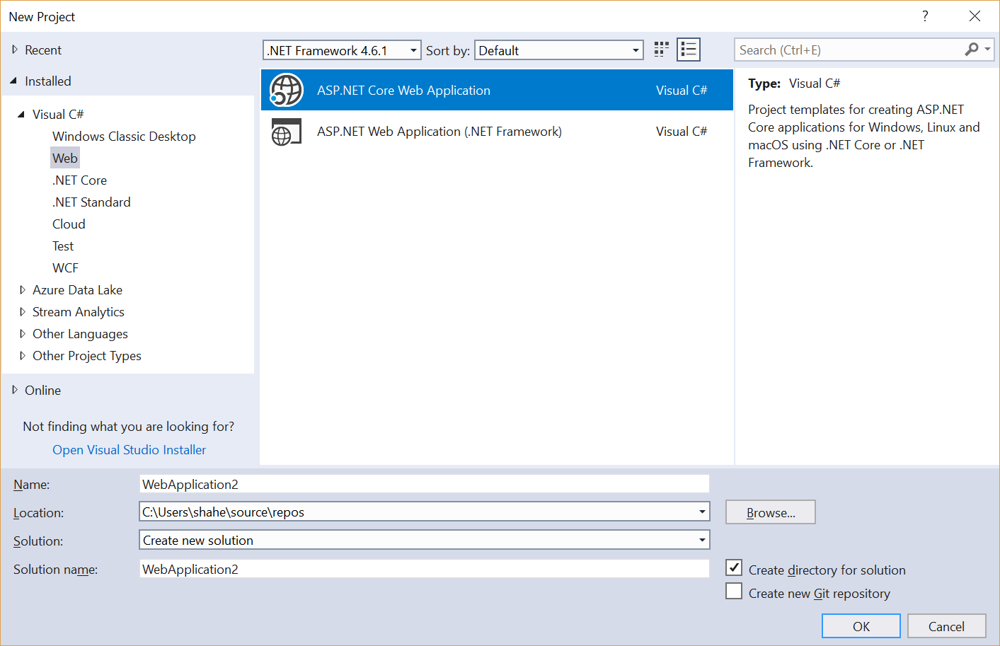 New Project
?
Recent
.NET Framework 4.6.1
Sort by:
Default
Search (Ctrl+E)
Installed
Visual C#
Windows Classic Desktop
Web
.NET Core
.NET Standard
Cloud
Test
WCF
Azure Data Lake
Stream Analytics
Other Languages
Other Project Types
Online
Not finding what you are looking for?
Open Visual Studio Installer
ASP.NET Core Web Application Visual C#
ASP.NET Web Application (.NET Framework) Visual C#
Type: Visual C#
Project templates for creating ASP.NET
Core applications for Windows, Linux and
macOS using .NET Core or .NET
Framework.
Name: WebApplication2
Location: C:\Users\shahe\source\repos
Browse...
Solution: Create new solution
Solution name: WebApplication2
Create directory for solution
Create new Git repository
OK
Cancel